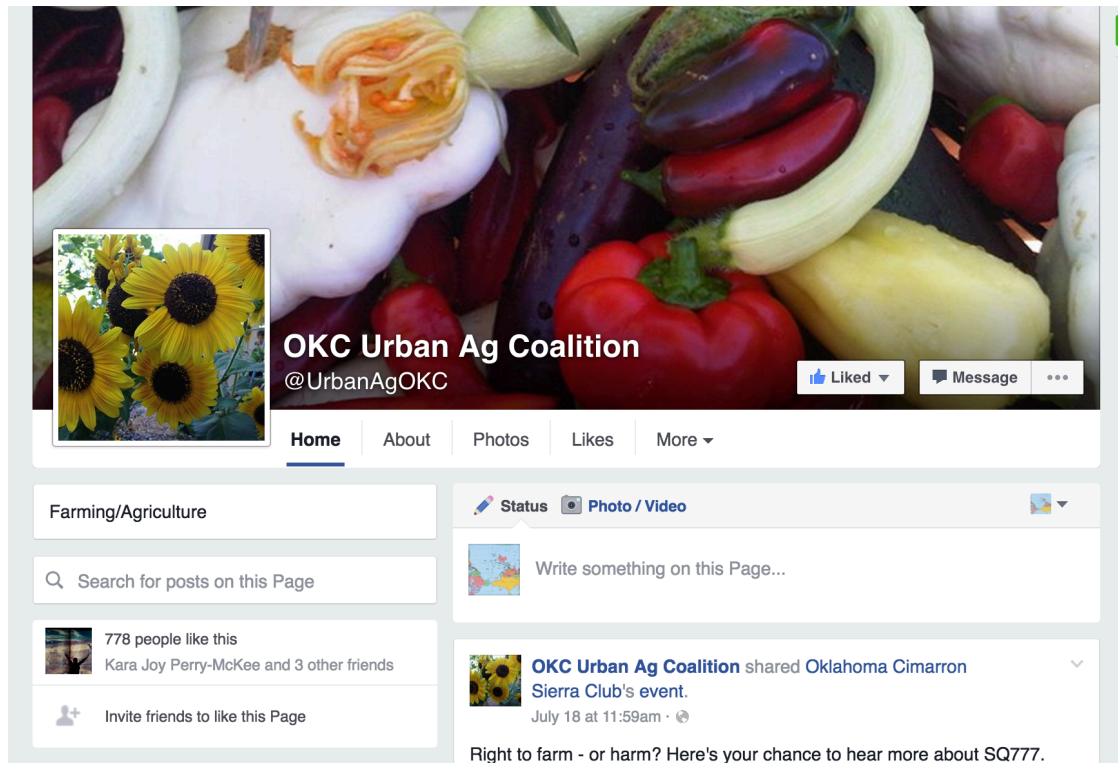 OKC Urban Ag Coalition
@UrbanAgOKC
Liked
Message
Home
About
Photos
Likes
More
Farming/Agriculture
Search for posts on this Page
778 people like this
Kara Joy Perry-McKee and 3 other friends
Invite friends to like this Page
Status
Photo / Video
Write something on this Page...
OKC Urban Ag Coalition shared Oklahoma Cimarron
Sierra Club's event.
July 18 at 11:59am ·
Right to farm - or harm? Here's your chance to hear more about SQ777.